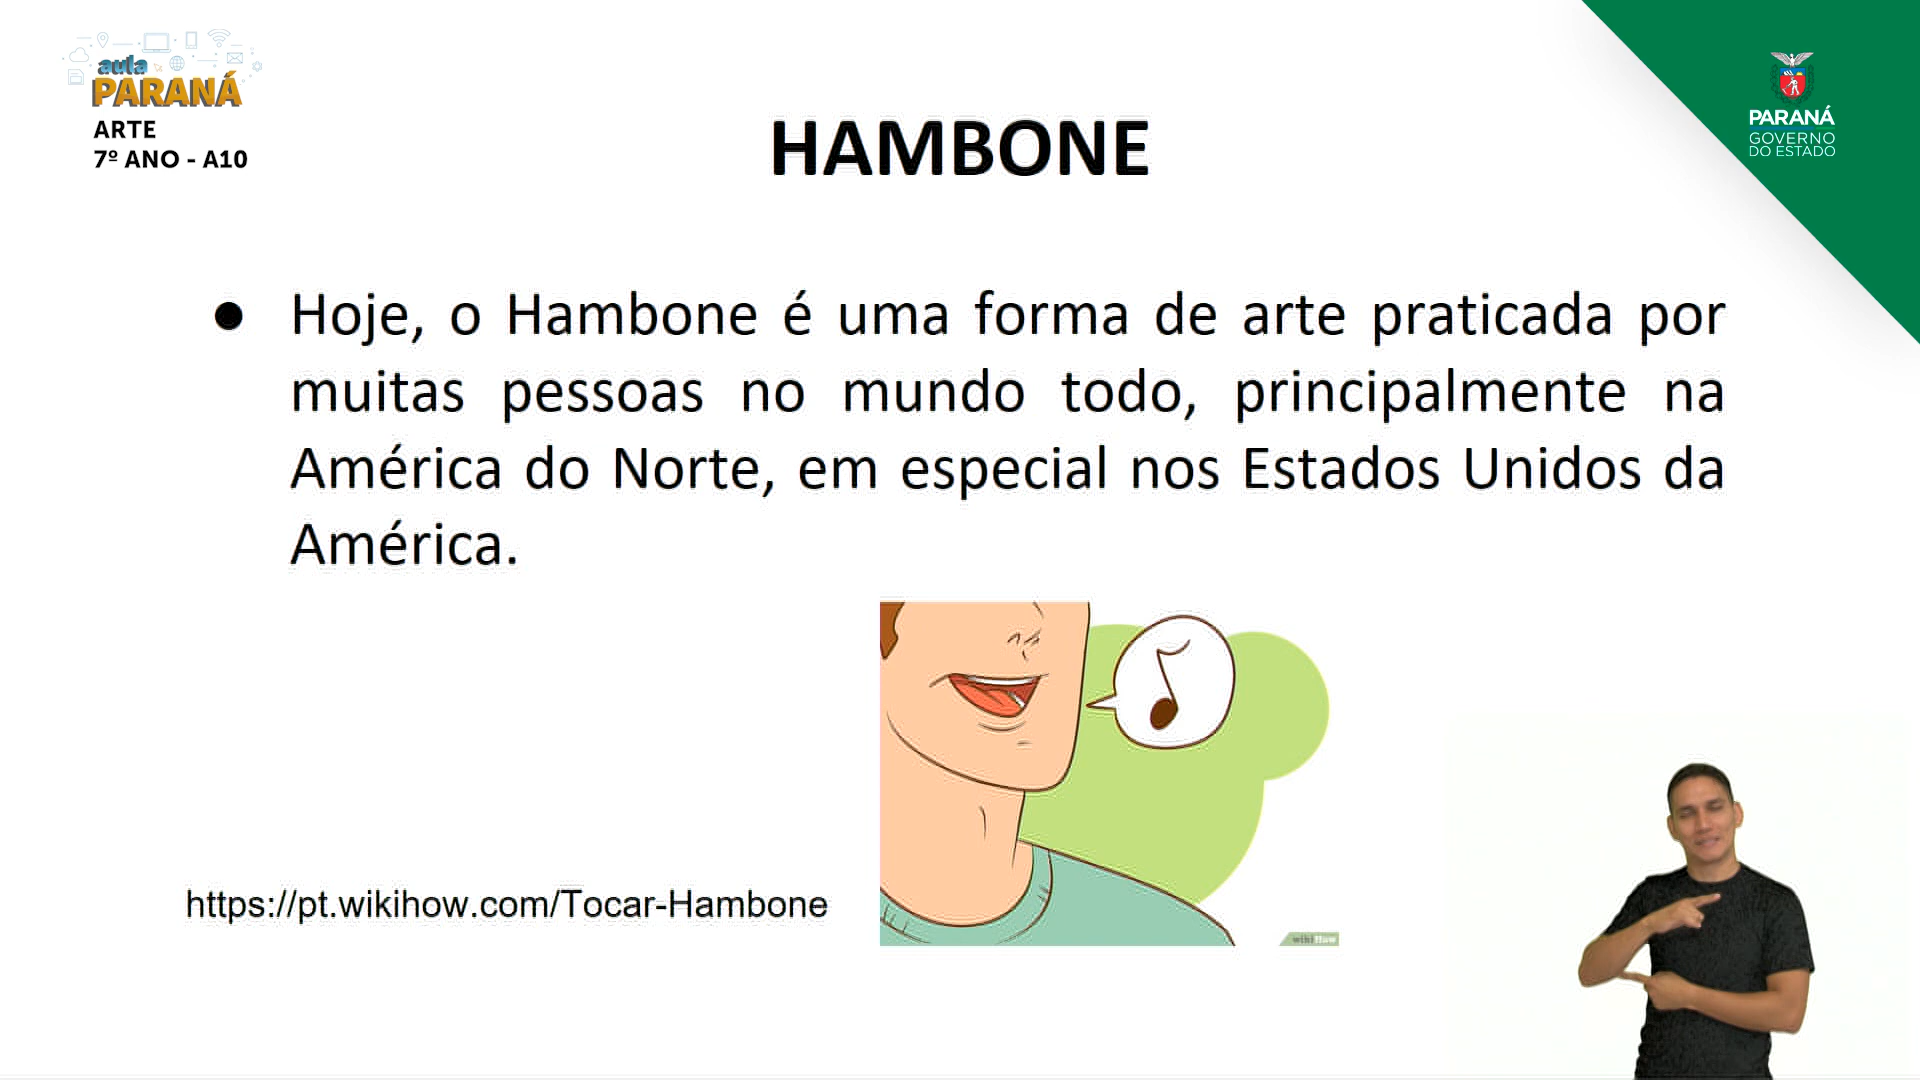 aula
PARANÁ
ARTE
7º ANO - A10
PARANÁ
GOVERNO
DO ESTADO
HAMBONE
● Hoje, o Hambone é uma forma de arte praticada por
muitas pessoas no mundo todo, principalmente na
América do Norte, em especial nos Estados Unidos da
América.
https://pt.wikihow.com/Tocar-Hambone
wikiHow